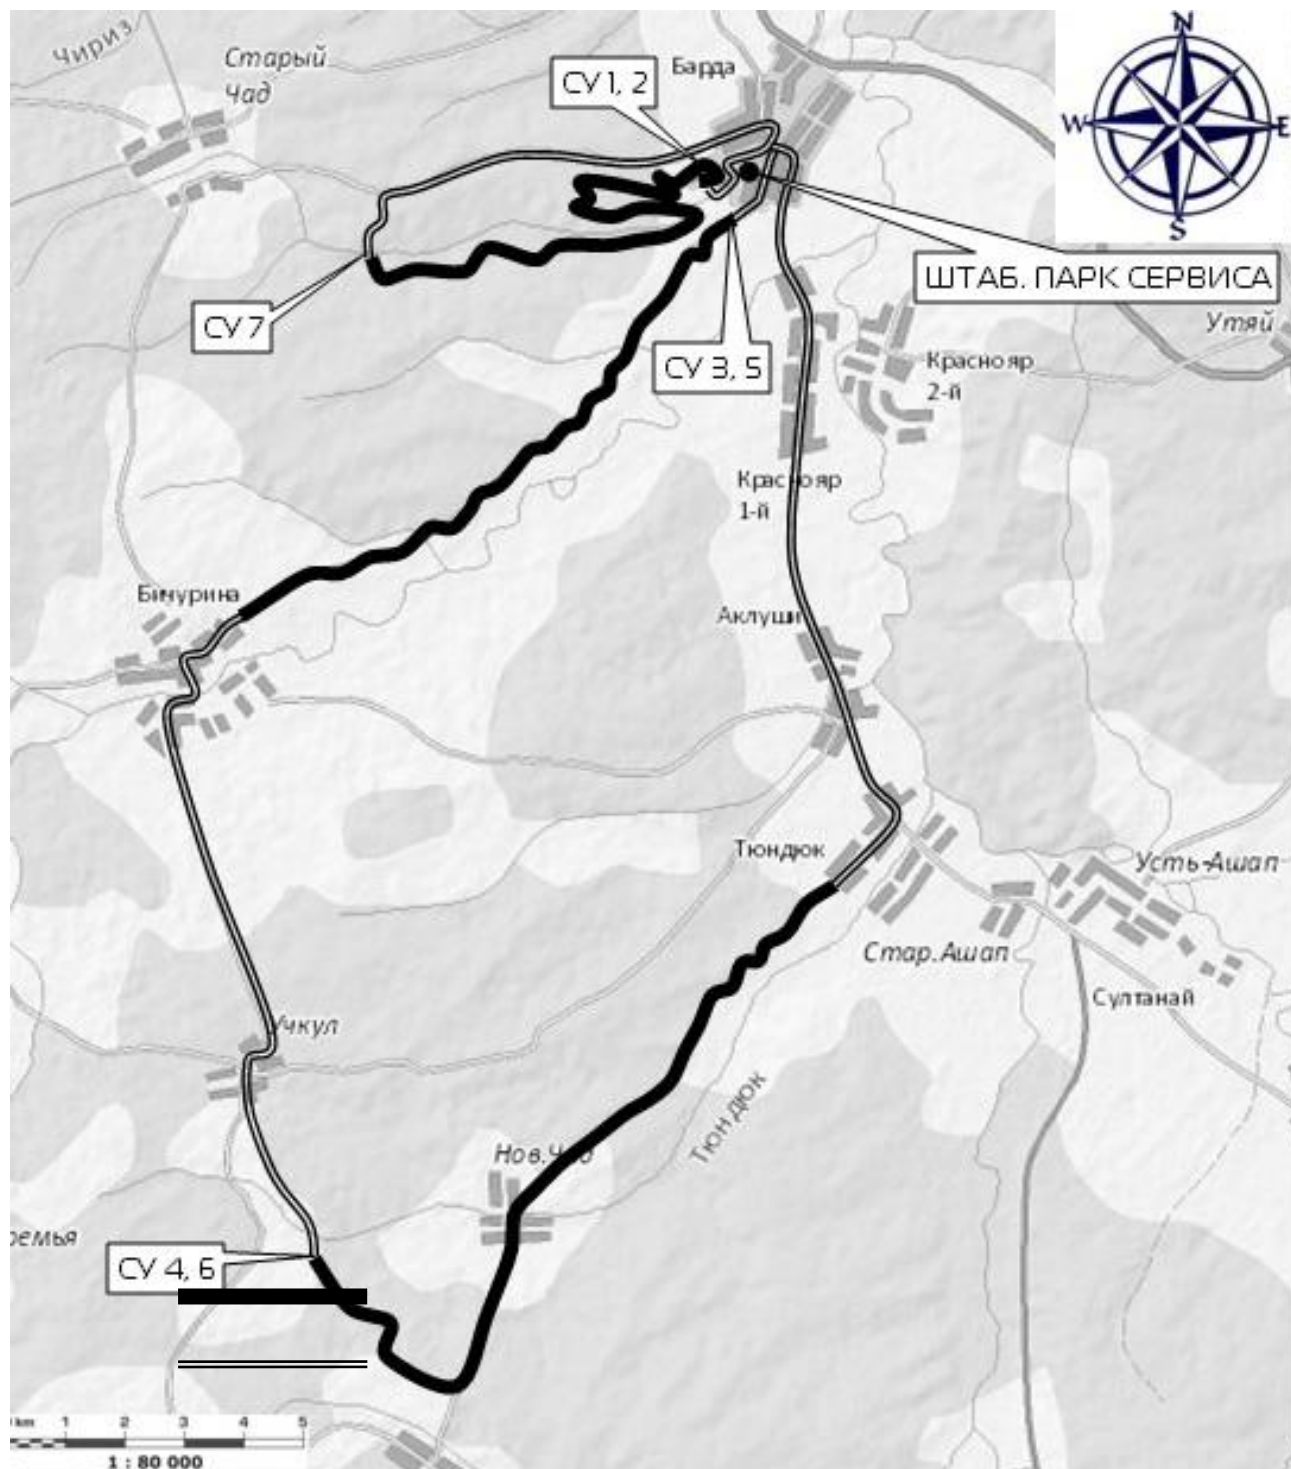 N
Чириз
Старый
Чад
СУ 1, 2
Барда
W
E
S
ШТАБ. ПАРК СЕРВИСА
СУ 7
Утяй
СУ 3, 5
Краснояр
2-й
Краснояр
1-й
Бичурина
Аклуши
Тюндюк
Усть-Ашап
Стар.Ашап
Султанай
Учкул
Тюндюк
Нов.Чад
ремья
СУ 4, 6
km 1 2 3 4 5
1 : 80 000